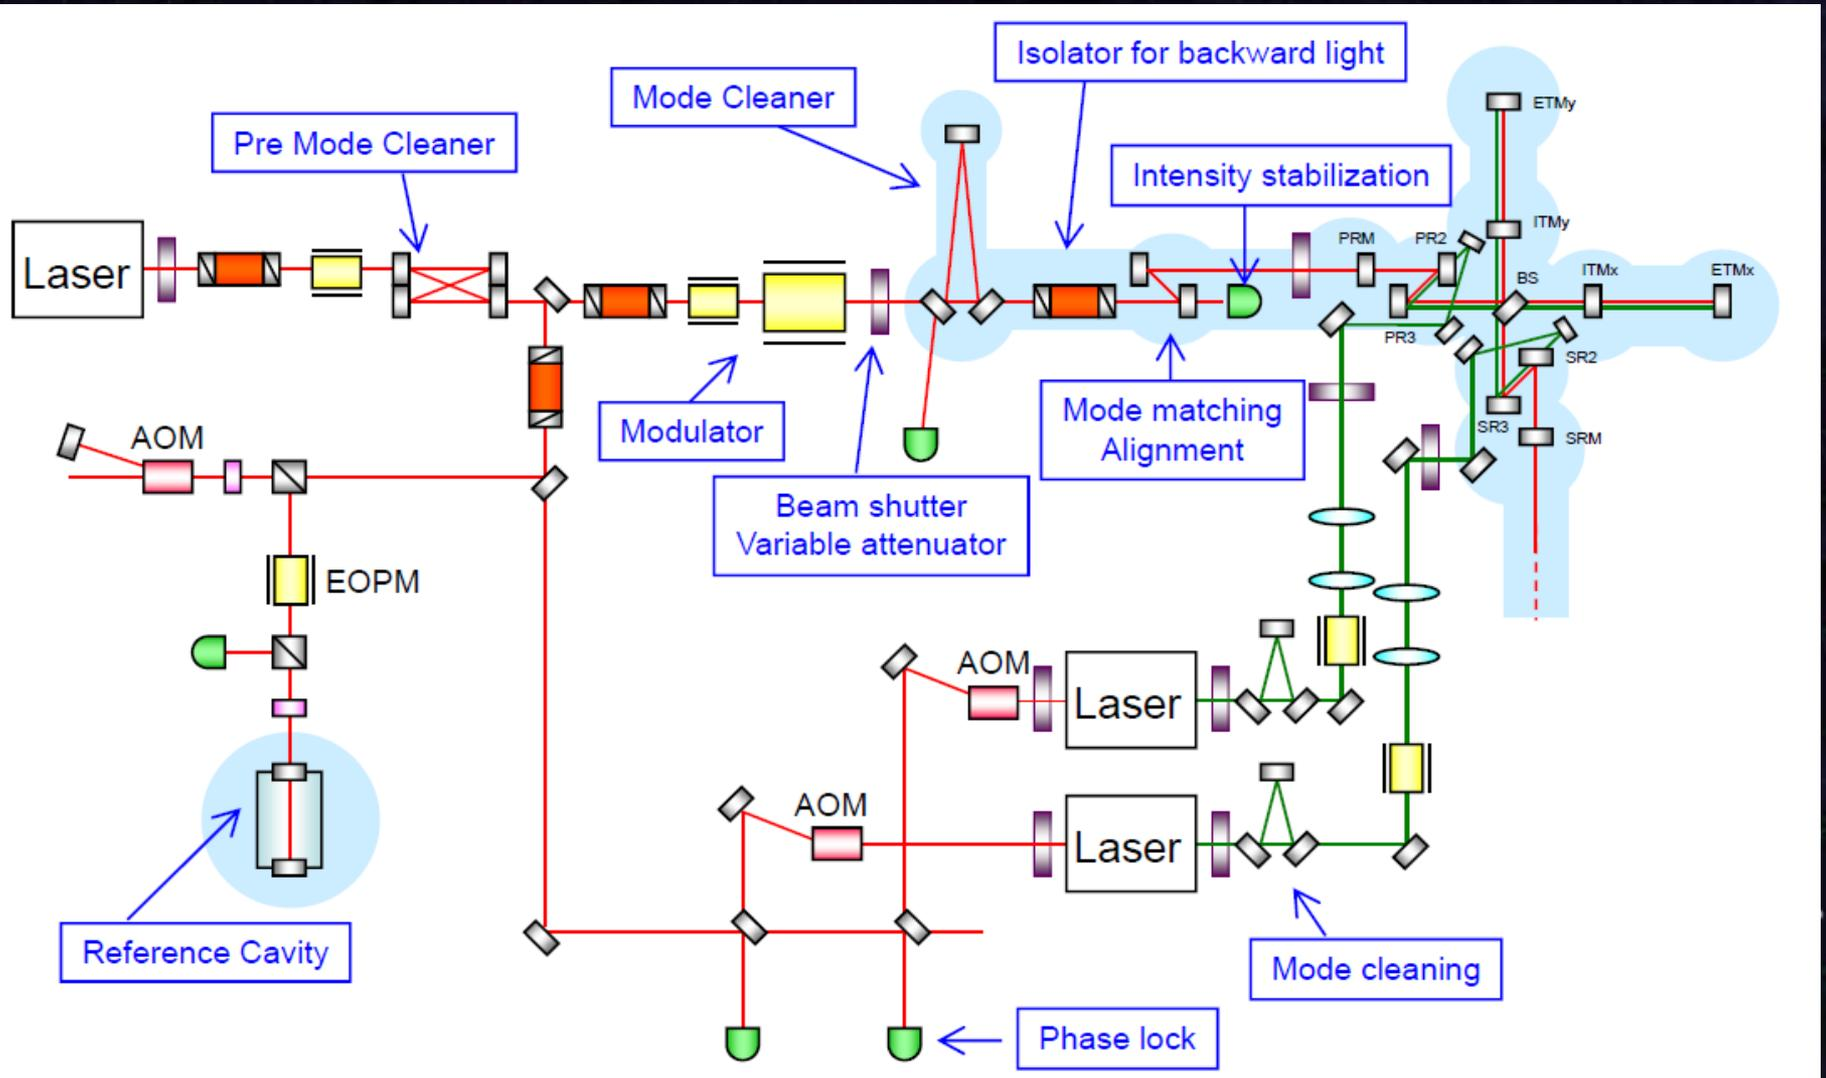 Isolator for backward light
Mode Cleaner
ETMy
Pre Mode Cleaner
Intensity stabilization
ITMy
PRM
PR2
Laser
BS
ITMx
ETMx
PR3
SR2
Mode matching
Alignment
Modulator
SR3
SRM
AOM
Beam shutter
Variable attenuator
EOPM
AOM
Laser
AOM
Laser
Reference Cavity
Mode cleaning
Phase lock